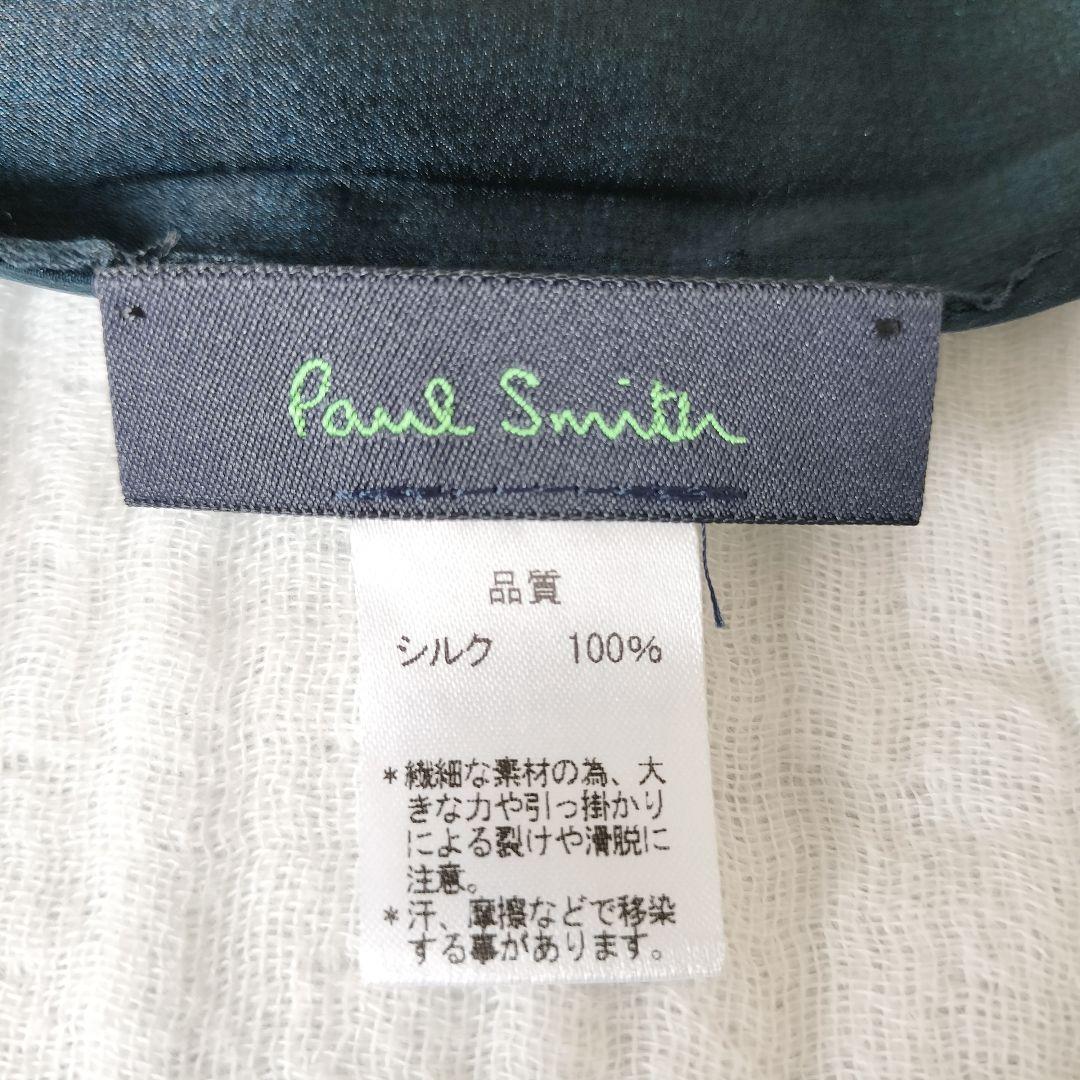 Paul Smith
品質
シルク 100%
*繊細な素材の為、大
きな力や引っ掛かり
による裂けや滑脱に
注意。
*汗、摩擦などで移染
する事があります。